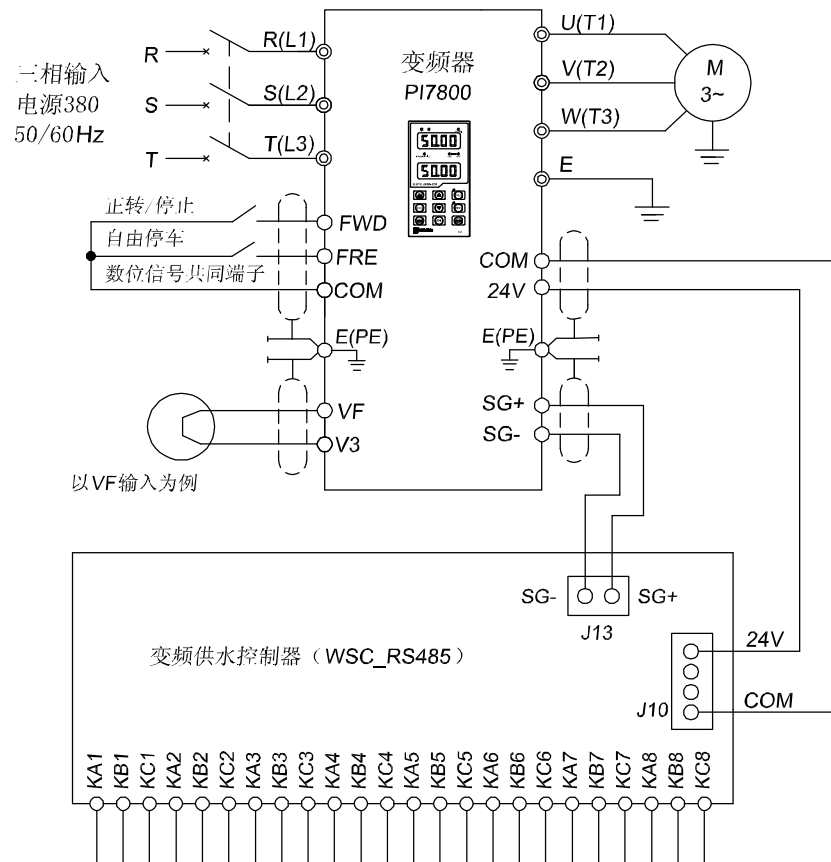 三相输入
电源380
50/60Hz
R
S
T
R(L1)
S(L2)
T(L3)
变频器
PI7800
50.00
50.00
U(T1)
V(T2)
W(T3)
E
M
3~
正转/停止
自由停车
数位信号共同端子
FWD
FRE
COM
E(PE)
VF
V3
以VF输入为例
COM
24V
E(PE)
SG+
SG-
SG-
SG+
J13
变频供水控制器（WSC_RS485）
24V
J10
COM
KA1 KB1 KC1 KA2 KB2 KC2 KA3 KB3 KC3 KA4 KB4 KC4 KA5 KB5 KC5 KA6 KB6 KC6 KA7 KB7 KC7 KA8 KB8 KC8